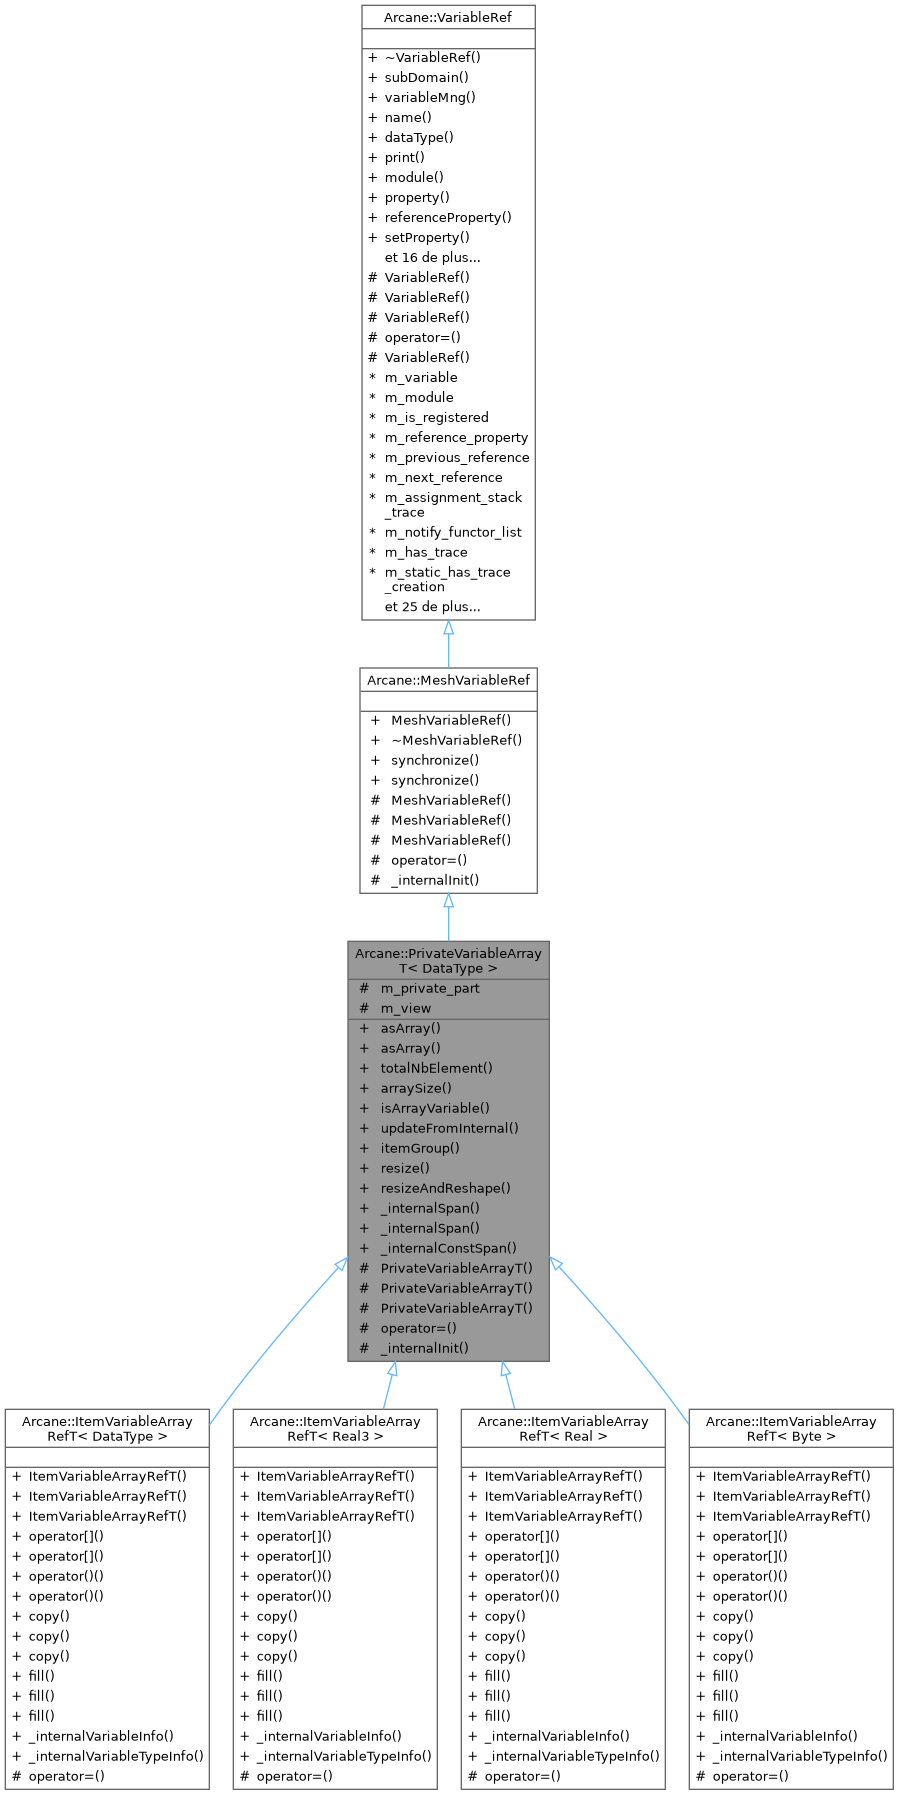 Arcane::VariableRef
+ ~VariableRef()
+ subDomain()
+ variableMng()
+ name()
+ dataType()
+ print()
+ module()
+ property()
+ referenceProperty()
+ setProperty()
et 16 de plus...
# VariableRef()
# VariableRef()
# VariableRef()
# operator=()
# VariableRef()
* m_variable
* m_module
* m_is_registered
* m_reference_property
* m_previous_reference
* m_next_reference
* m_assignment_stack
_trace
* m_notify_functor_list
* m_has_trace
* m_static_has_trace
_creation
et 25 de plus...
Arcane::MeshVariableRef
+ MeshVariableRef()
+ ~MeshVariableRef()
+ synchronize()
+ synchronize()
# MeshVariableRef()
# MeshVariableRef()
# MeshVariableRef()
# operator=()
# _internalInit()
Arcane::PrivateVariableArray
T< DataType >
# m_private_part
# m_view
+ asArray()
+ asArray()
+ totalNbElement()
+ arraySize()
+ isArrayVariable()
+ updateFromInternal()
+ itemGroup()
+ resize()
+ resizeAndReshape()
+ _internalSpan()
+ _internalSpan()
+ _internalConstSpan()
# PrivateVariableArrayT()
# PrivateVariableArrayT()
# PrivateVariableArrayT()
# operator=()
# _internalInit()
Arcane::ItemVariableArray
RefT< DataType >
+ ItemVariableArrayRefT()
+ ItemVariableArrayRefT()
+ ItemVariableArrayRefT()
+ operator[]()
+ operator[]()
+ operator()()
+ operator()()
+ copy()
+ copy()
+ copy()
+ fill()
+ fill()
+ fill()
+ _internalVariableInfo()
+ _internalVariableTypeInfo()
# operator=()
Arcane::ItemVariableArray
RefT< Real3 >
+ ItemVariableArrayRefT()
+ ItemVariableArrayRefT()
+ ItemVariableArrayRefT()
+ operator[]()
+ operator[]()
+ operator()()
+ operator()()
+ copy()
+ copy()
+ copy()
+ fill()
+ fill()
+ fill()
+ _internalVariableInfo()
+ _internalVariableTypeInfo()
# operator=()
Arcane::ItemVariableArray
RefT< Real >
+ ItemVariableArrayRefT()
+ ItemVariableArrayRefT()
+ ItemVariableArrayRefT()
+ operator[]()
+ operator[]()
+ operator()()
+ operator()()
+ copy()
+ copy()
+ copy()
+ fill()
+ fill()
+ fill()
+ _internalVariableInfo()
+ _internalVariableTypeInfo()
# operator=()
Arcane::ItemVariableArray
RefT< Byte >
+ ItemVariableArrayRefT()
+ ItemVariableArrayRefT()
+ ItemVariableArrayRefT()
+ operator[]()
+ operator[]()
+ operator()()
+ operator()()
+ copy()
+ copy()
+ copy()
+ fill()
+ fill()
+ fill()
+ _internalVariableInfo()
+ _internalVariableTypeInfo()
# operator=()